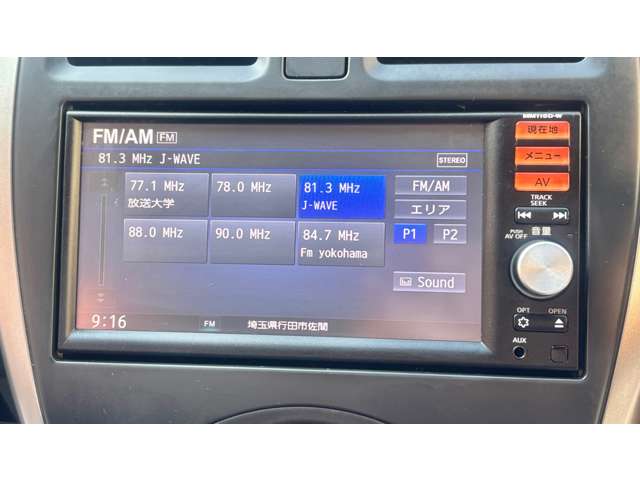 MM115D-W
FM/AM FM
81.3 MHz J-WAVE STEREO
77.1 MHz 78.0 MHz 81.3 MHz FM/AM
放送大学 J-WAVE エリア
88.0 MHz 90.0 MHz 84.7 MHz P1 P2
Fm yokohama
Sound
9:16 FM 埼玉県行田市佐間
現在地
メニュー
AV
TRACK
SEEK
PUSH
AV OFF 音量
OPT OPEN
AUX